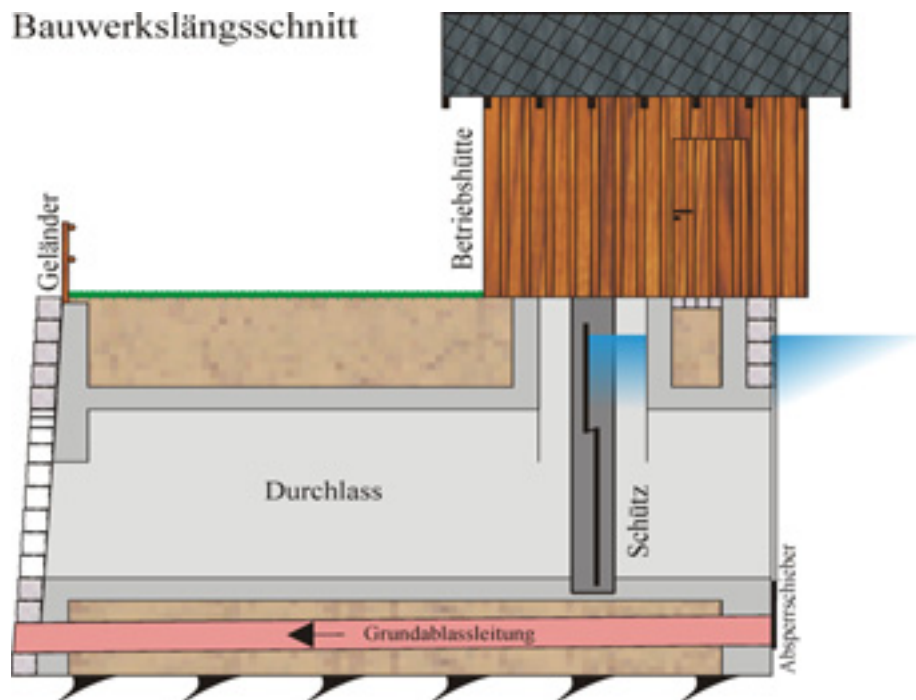 Bauwerkslängsschnitt
Geländer
Betriebshütte
Durchlass
Schütz
Absperrschieber
Grundablassleitung